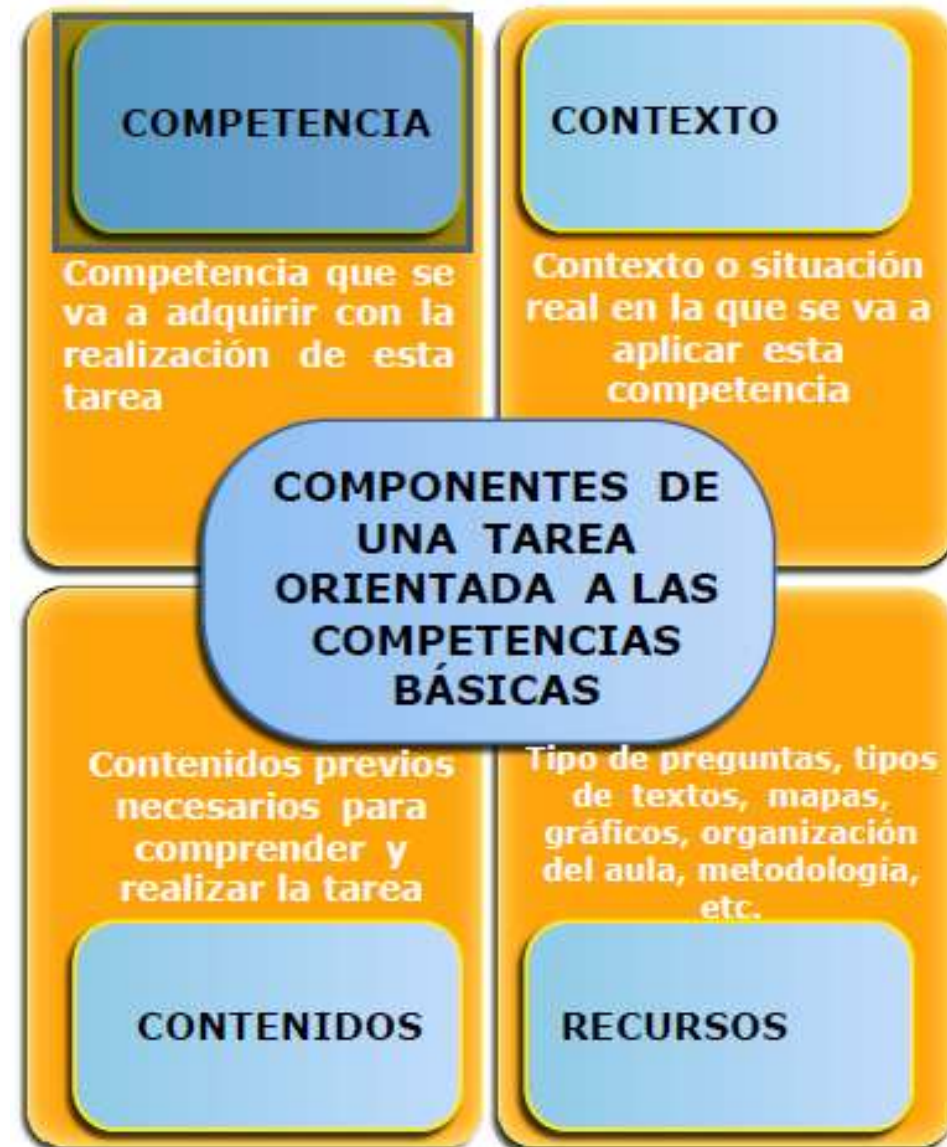 COMPETENCIA
Competencia que se
va a adquirir con la
realización de esta
tarea
CONTEXTO
Contexto o situación
real en la que se va a
aplicar esta
competencia
COMPONENTES DE
UNA TAREA
ORIENTADA A LAS
COMPETENCIAS
BÁSICAS
Contenidos previos
necesarios para
comprender y
realizar la tarea
CONTENIDOS
Tipo de preguntas, tipos
de textos, mapas,
gráficos, organización
del aula, metodología,
etc.
RECURSOS